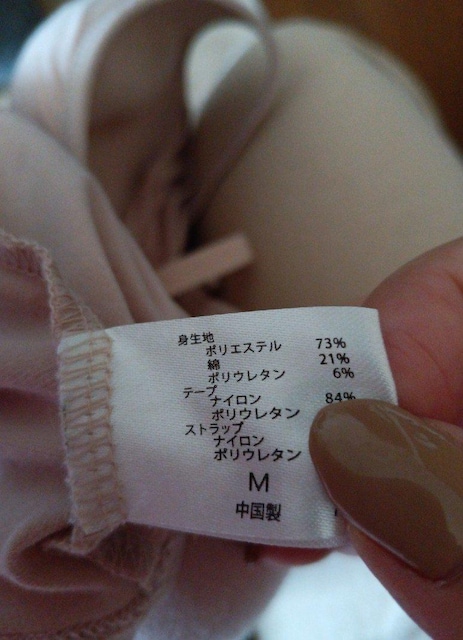 身生地
ポリエステル 73%
綿 21%
ポリウレタン 6%
テープ
ナイロン 84%
ポリウレタン
ストラップ
ナイロン
ポリウレタン
M
中国製